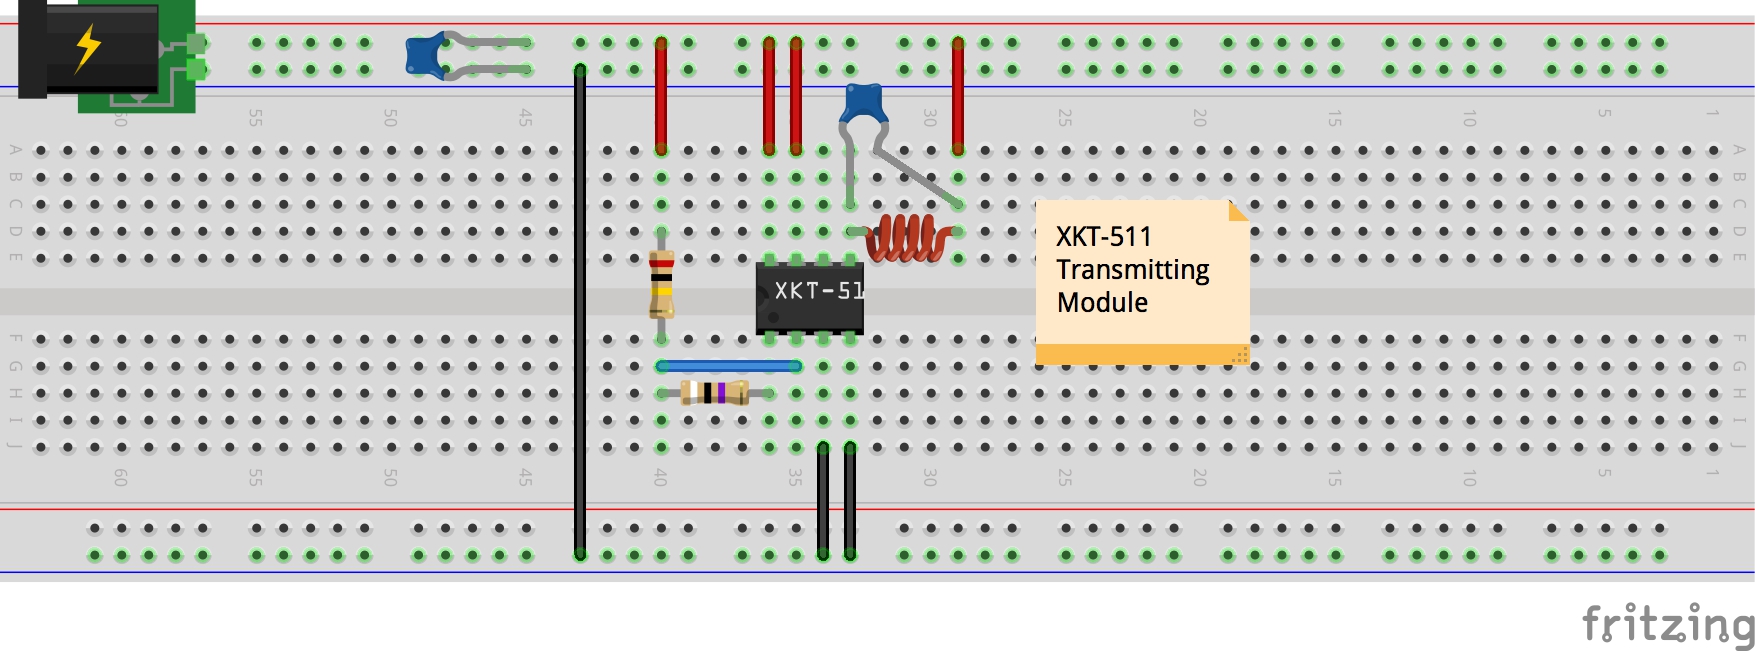 60 55 50 45 30 25 20 15 10 5 1
A A
B B
C C
D D
E E
XKT-511
Transmitting
Module
XKT-51
F F
G G
H H
I I
J J
60 55 50 45 40 35 30 25 20 15 10 5 1
fritzing